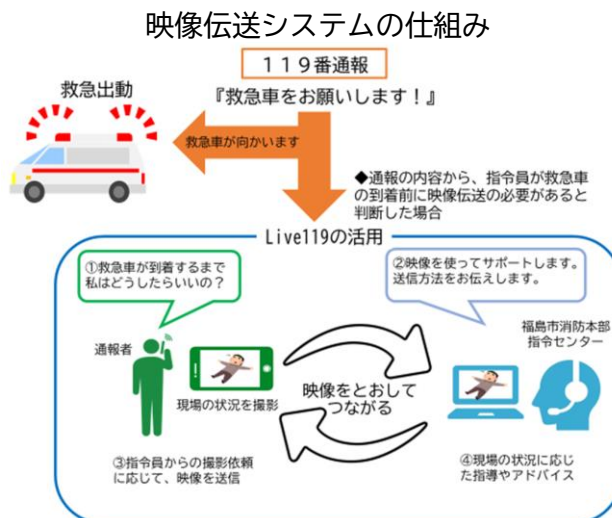 映像伝送システムの仕組み
119番通報
救急出動
『救急車をお願いします！』
救急車が向かいます
◆通報の内容から、指令員が救急車
の到着前に映像伝送の必要があると
判断した場合
Live119の活用
①救急車が到着するまで
私はどうしたらいいの？
②映像を使ってサポートします。
送信方法をお伝えします。
通報者
福島市消防本部
指令センター
現場の状況を撮影
映像をとおして
つながる
③指令員からの撮影依頼
に応じて、映像を送信
④現場の状況に応じ
た指導やアドバイス